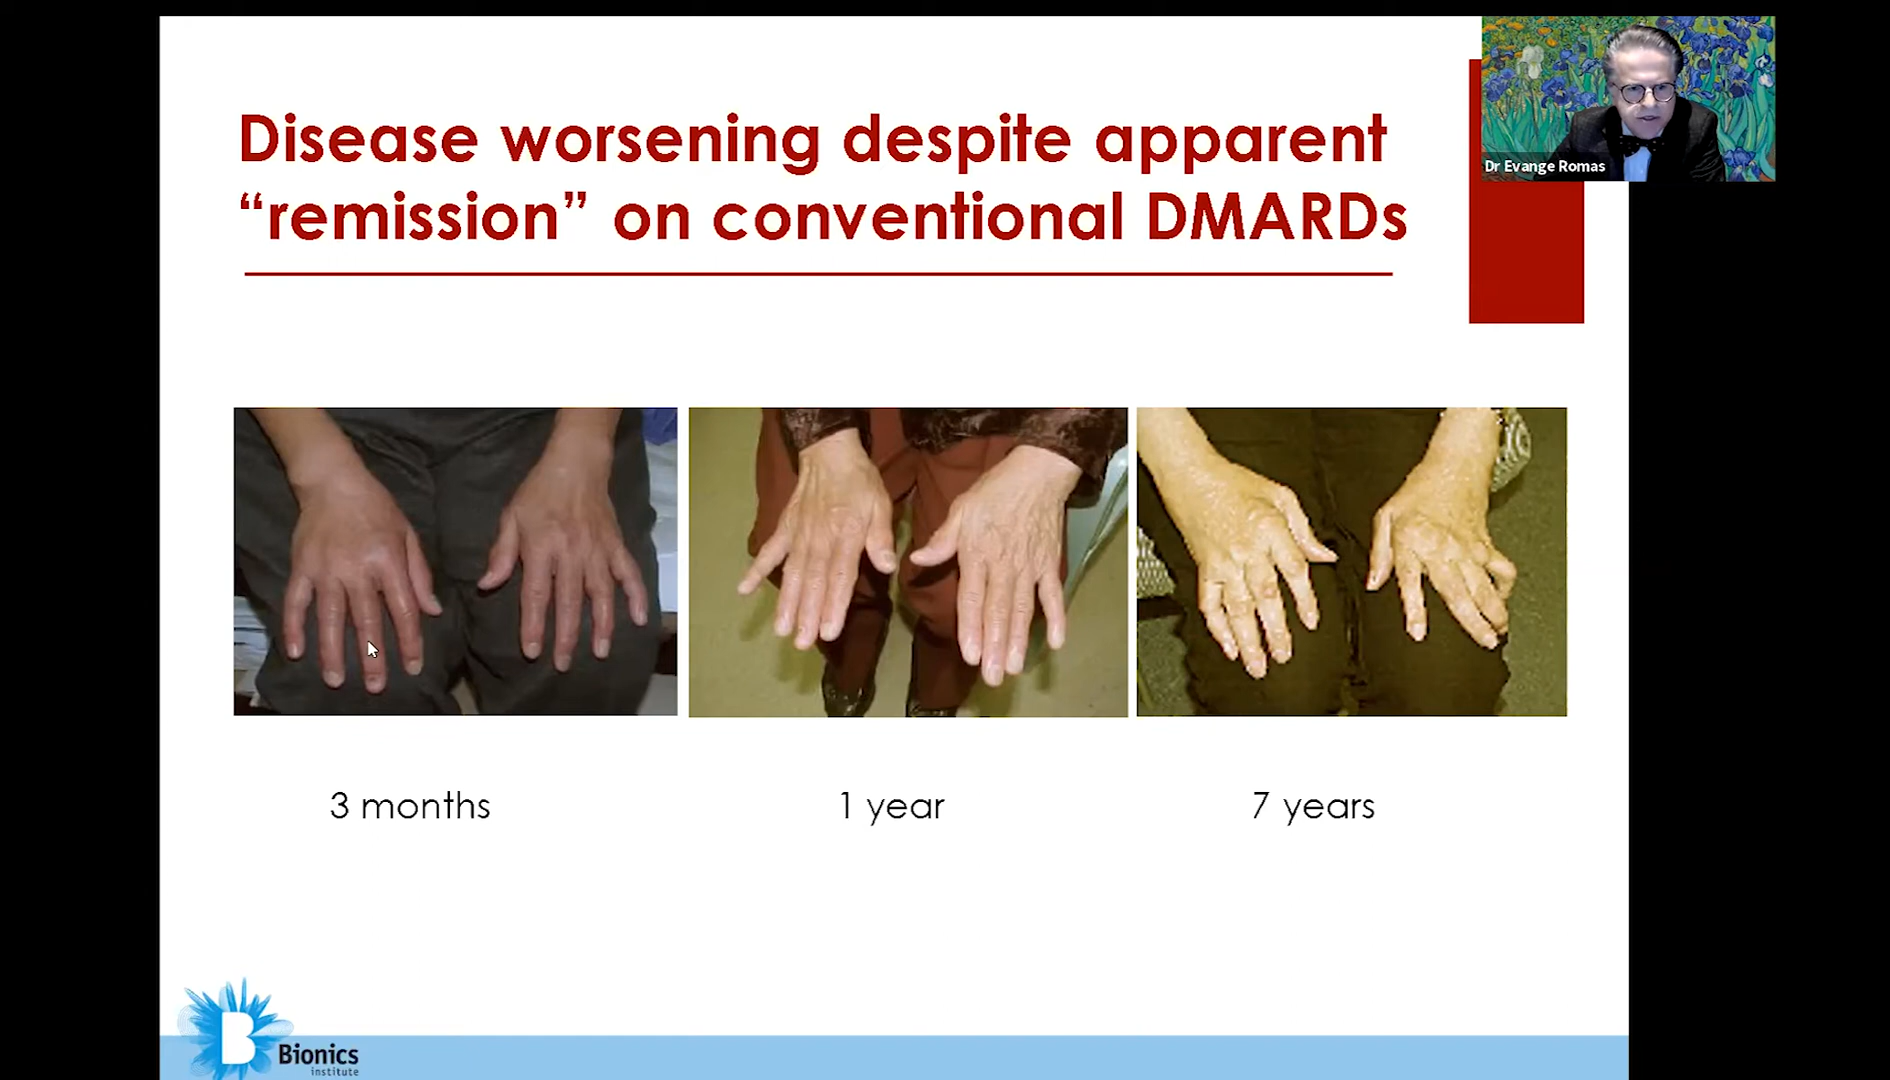 Disease worsening despite apparent
“remission” on conventional DMARDs
Dr Evange Romas
3 months
1 year
7 years
B
Bionics
institute